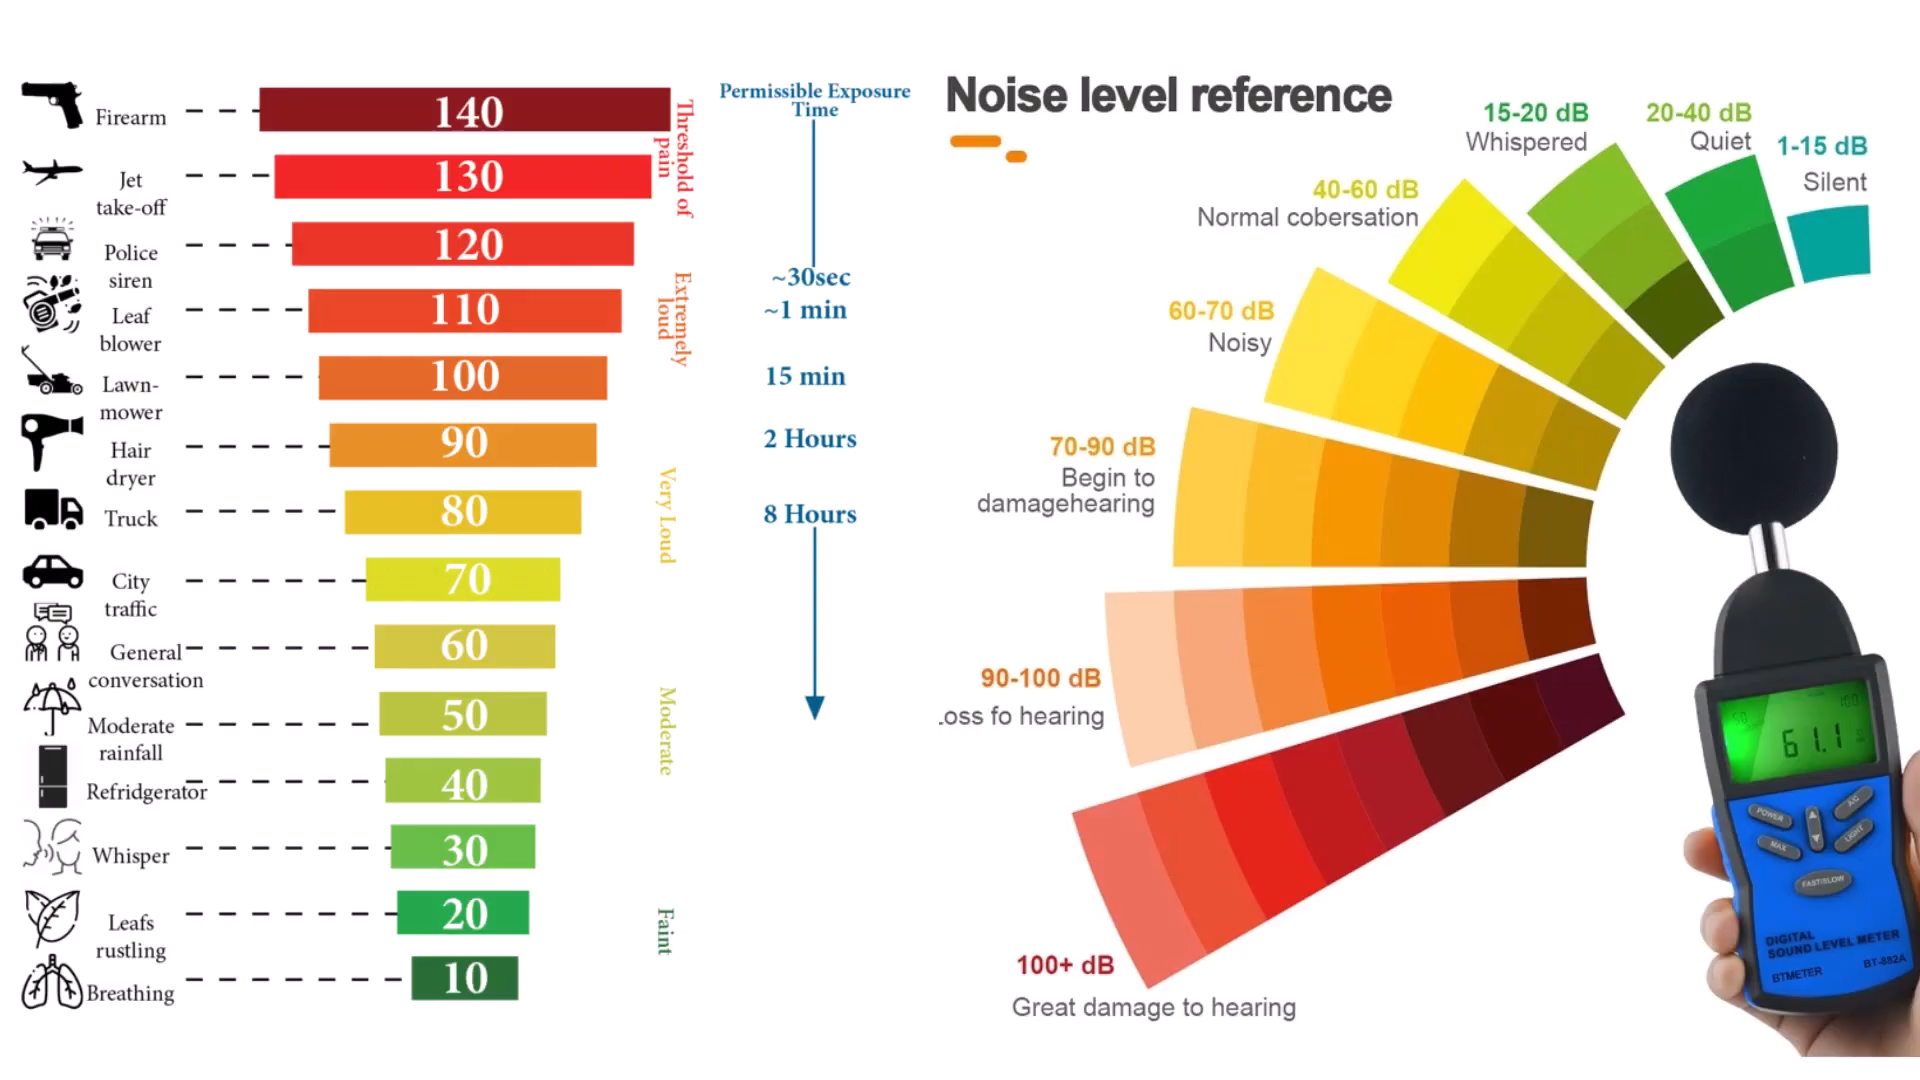 Firearm
140
Jet
take-off
130
Police
siren
120
Leaf
blower
110
Lawn-
mower
100
Hair
dryer
90
Truck
80
City
traffic
70
General
conversation
60
Moderate
rainfall
50
Refridgerator
40
Whisper
30
Leafs
rustling
20
Breathing
10
Threshold of
pain
Extremely
loud
Very Loud
Moderate
Faint
Permissible Exposure
Time
~30sec
~1 min
15 min
2 Hours
8 Hours
Noise level reference
1-15 dB
Silent
20-40 dB
Quiet
15-20 dB
Whispered
40-60 dB
Normal cobersation
60-70 dB
Noisy
70-90 dB
Begin to
damagehearing
90-100 dB
oss fo hearing
100+ dB
Great damage to hearing
61.1
POWER
A/C
MAX
LIGHT
FAST/SLOW
DIGITAL
SOUND LEVEL METER
BTMETER
BT-882A